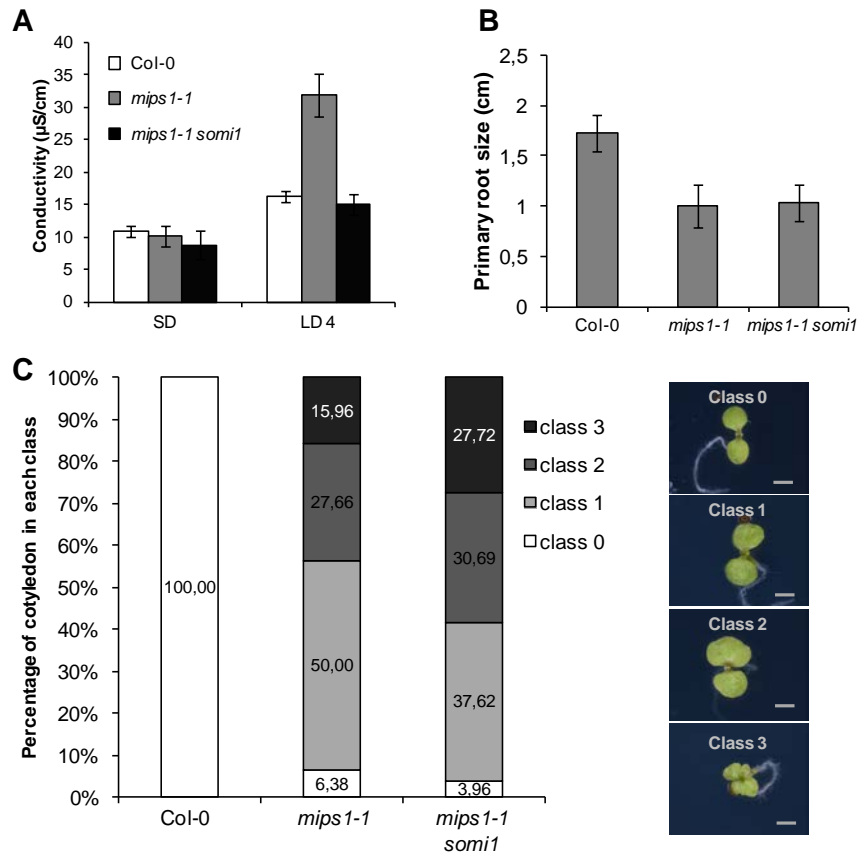 A
Conductivity (µS/cm)
40
35
30
25
20
15
10
5
0
Col-0
mips1-1
mips1-1 somi1
SD
LD 4
B
Primary root size (cm)
2,5
2
1,5
1
0,5
0
Col-0
mips1-1
mips1-1 somi1
C
Percentage of cotyledon in each class
100%
90%
80%
70%
60%
50%
40%
30%
20%
10%
0%
100,00
15,96
27,66
50,00
6,38
27,72
30,69
37,62
3,96
Col-0
mips1-1
mips1-1
somi1
class 3
class 2
class 1
class 0
Class 0
Class 1
Class 2
Class 3